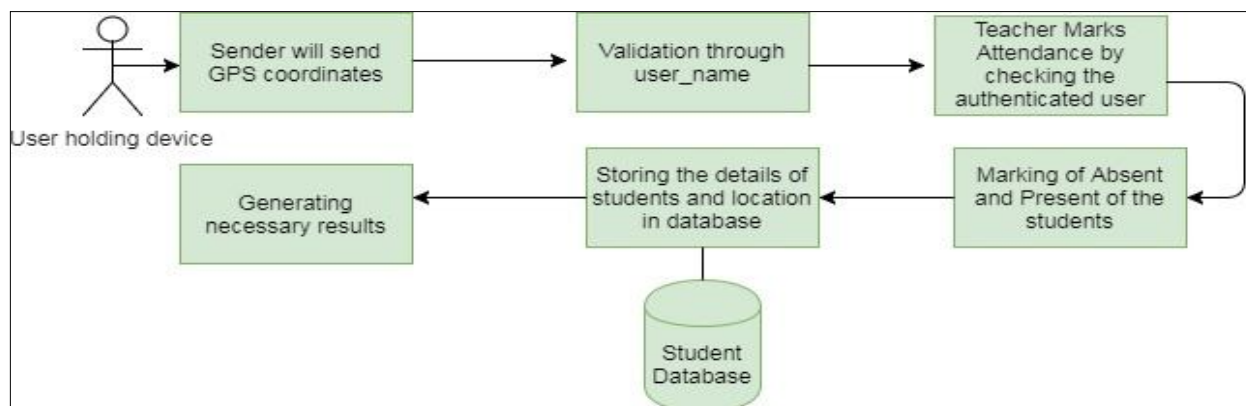 Sender will send
GPS coordinates
Validation through
user_name
Teacher Marks
Attendance by
checking the
authenticated user
User holding device
Marking of Absent
and Present of the
students
Storing the details of
students and location
in database
Generating
necessary results
Student
Database